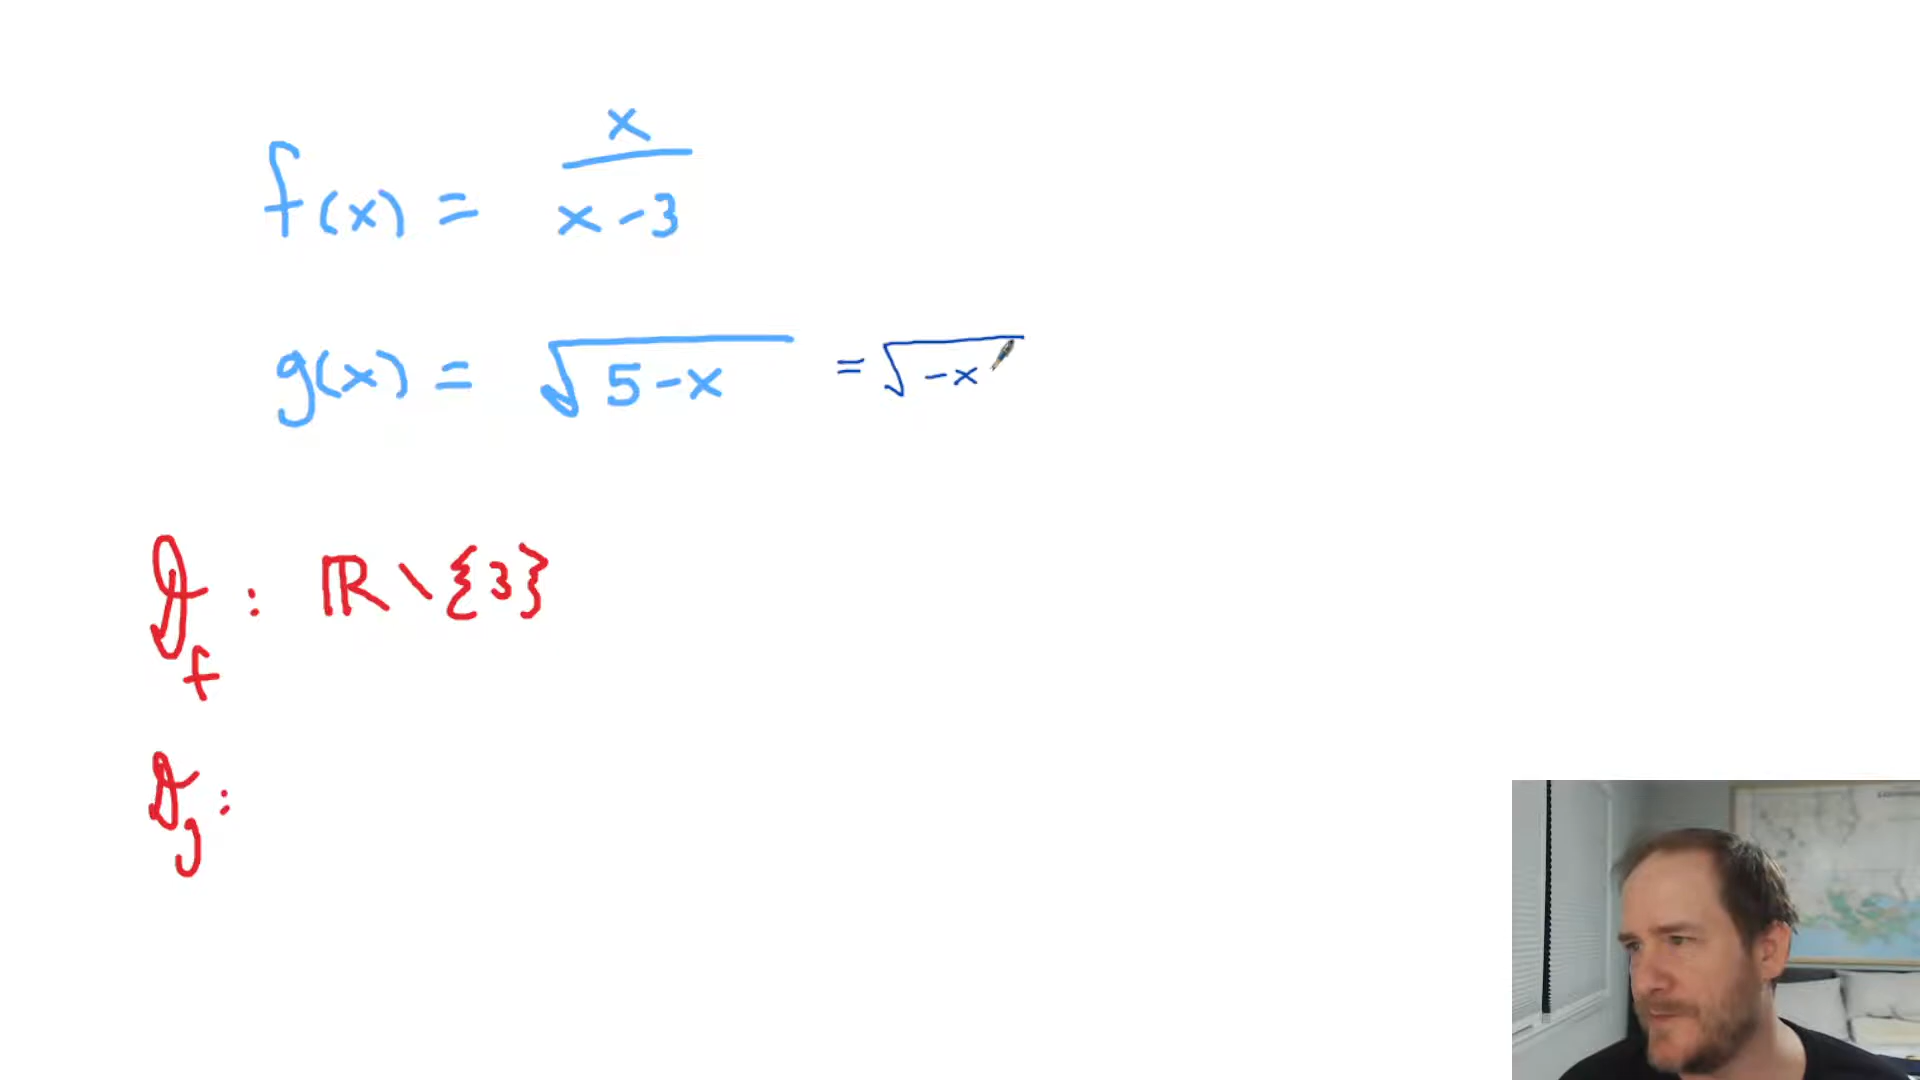 f(x) = x/(x-3)
g(x) = √(5-x) = √(-x
D_f : ℝ \ {3}
D_g :